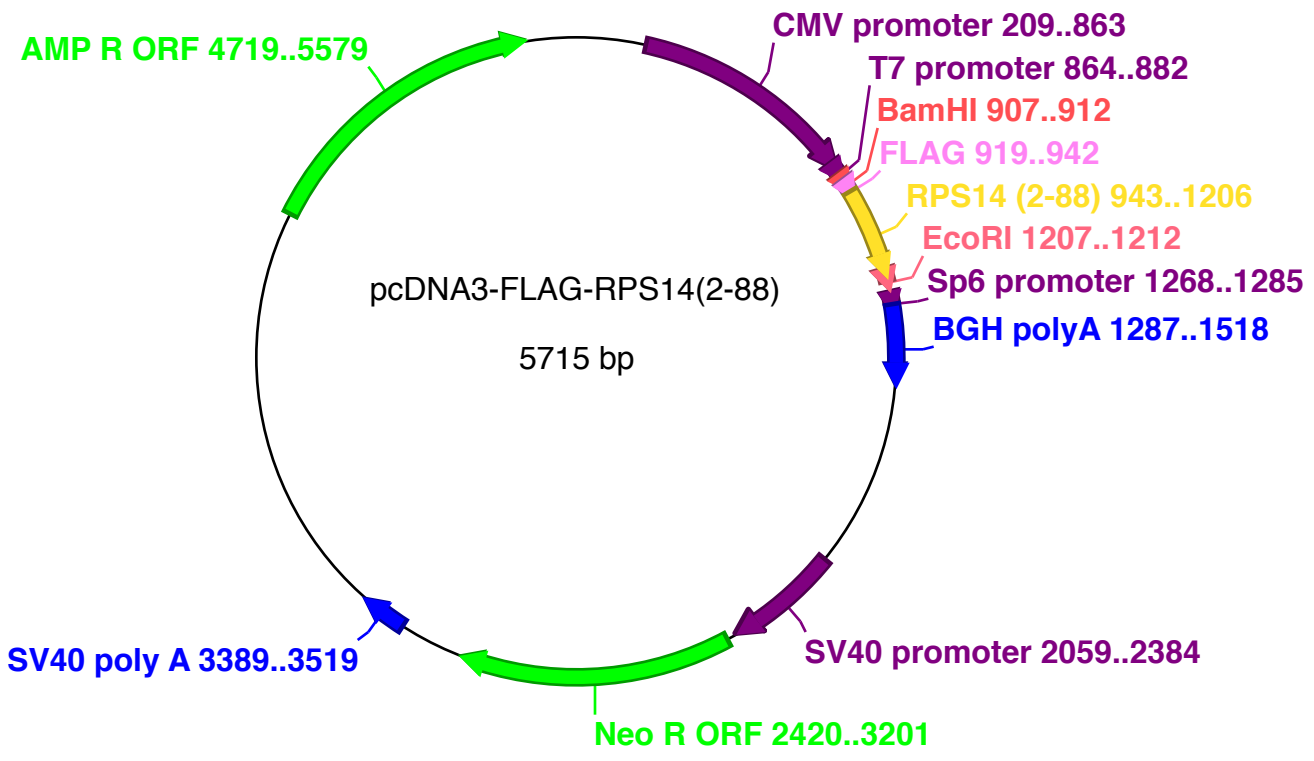 CMV promoter 209..863
AMP R ORF 4719..5579
T7 promoter 864..882
BamHI 907..912
FLAG 919..942
RPS14 (2-88) 943..1206
EcoRI 1207..1212
Sp6 promoter 1268..1285
pcDNA3-FLAG-RPS14(2-88)
BGH polyA 1287..1518
5715 bp
SV40 promoter 2059..2384
SV40 poly A 3389..3519
Neo R ORF 2420..3201